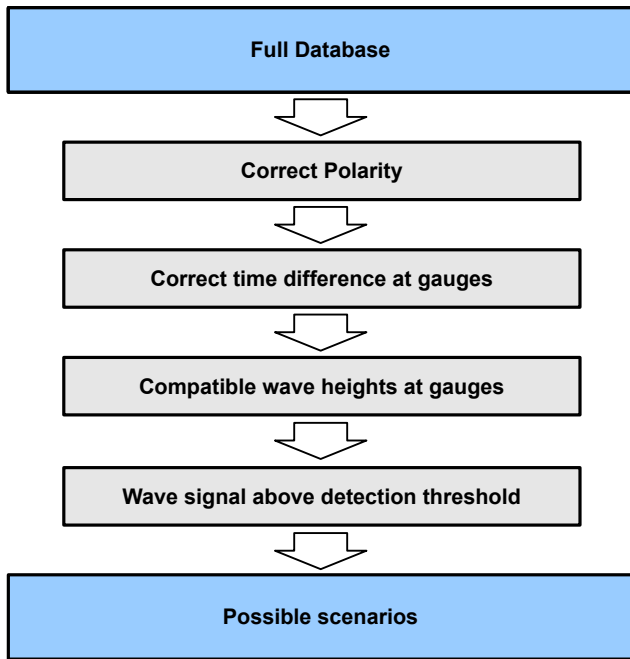 Full Database
Correct Polarity
Correct time difference at gauges
Compatible wave heights at gauges
Wave signal above detection threshold
Possible scenarios